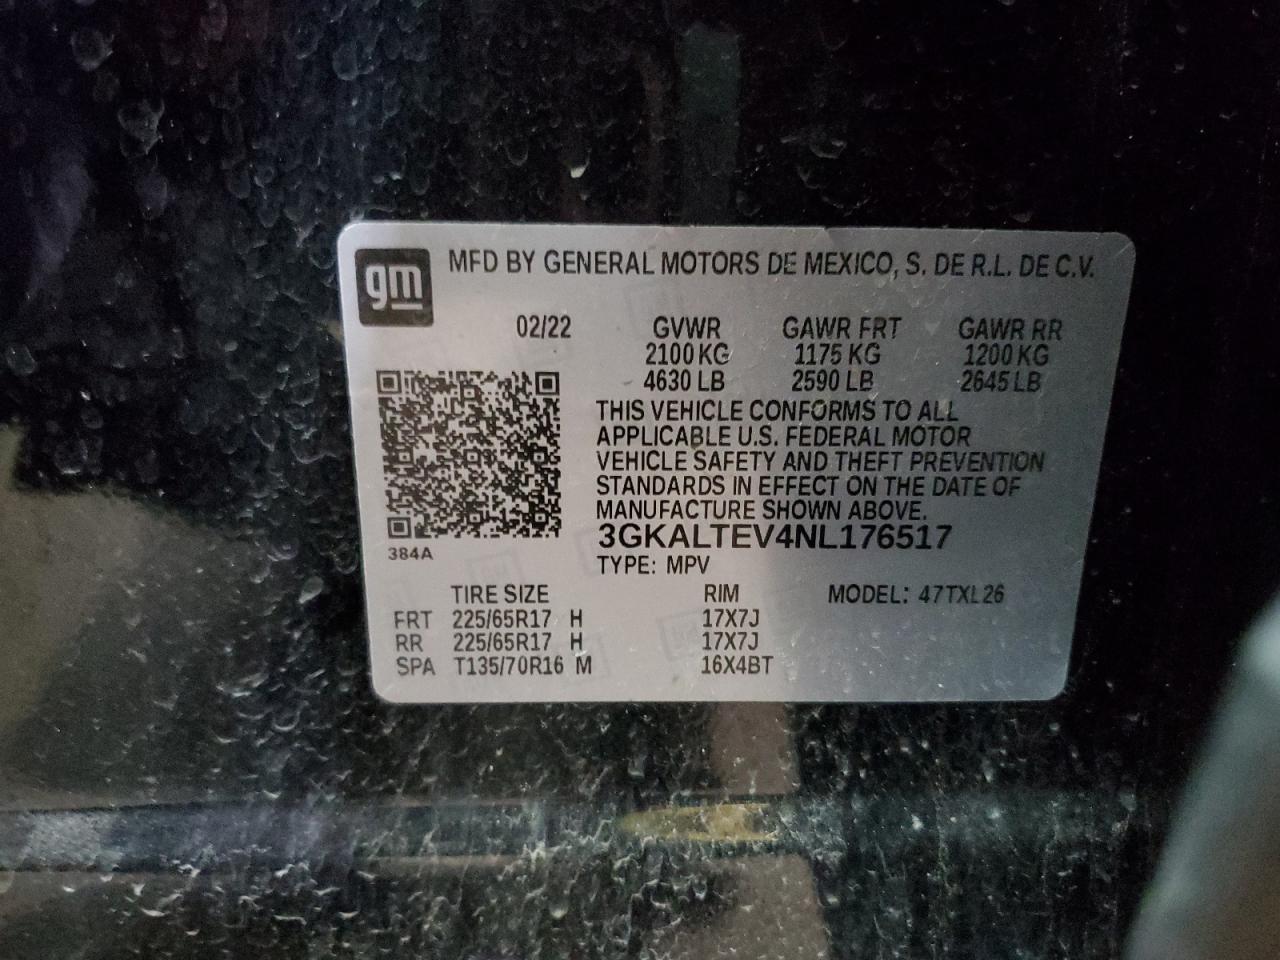 gm
MFD BY GENERAL MOTORS DE MEXICO, S. DE R.L. DE C.V.
02/22 GVWR GAWR FRT GAWR RR
2100 KG 1175 KG 1200 KG
4630 LB 2590 LB 2645 LB
THIS VEHICLE CONFORMS TO ALL
APPLICABLE U.S. FEDERAL MOTOR
VEHICLE SAFETY AND THEFT PREVENTION
STANDARDS IN EFFECT ON THE DATE OF
MANUFACTURE SHOWN ABOVE.
3GKALTEV4NL176517
384A
TYPE: MPV
TIRE SIZE RIM MODEL: 47TXL26
FRT 225/65R17 H 17X7J
RR 225/65R17 H 17X7J
SPA T135/70R16 M 16X4BT